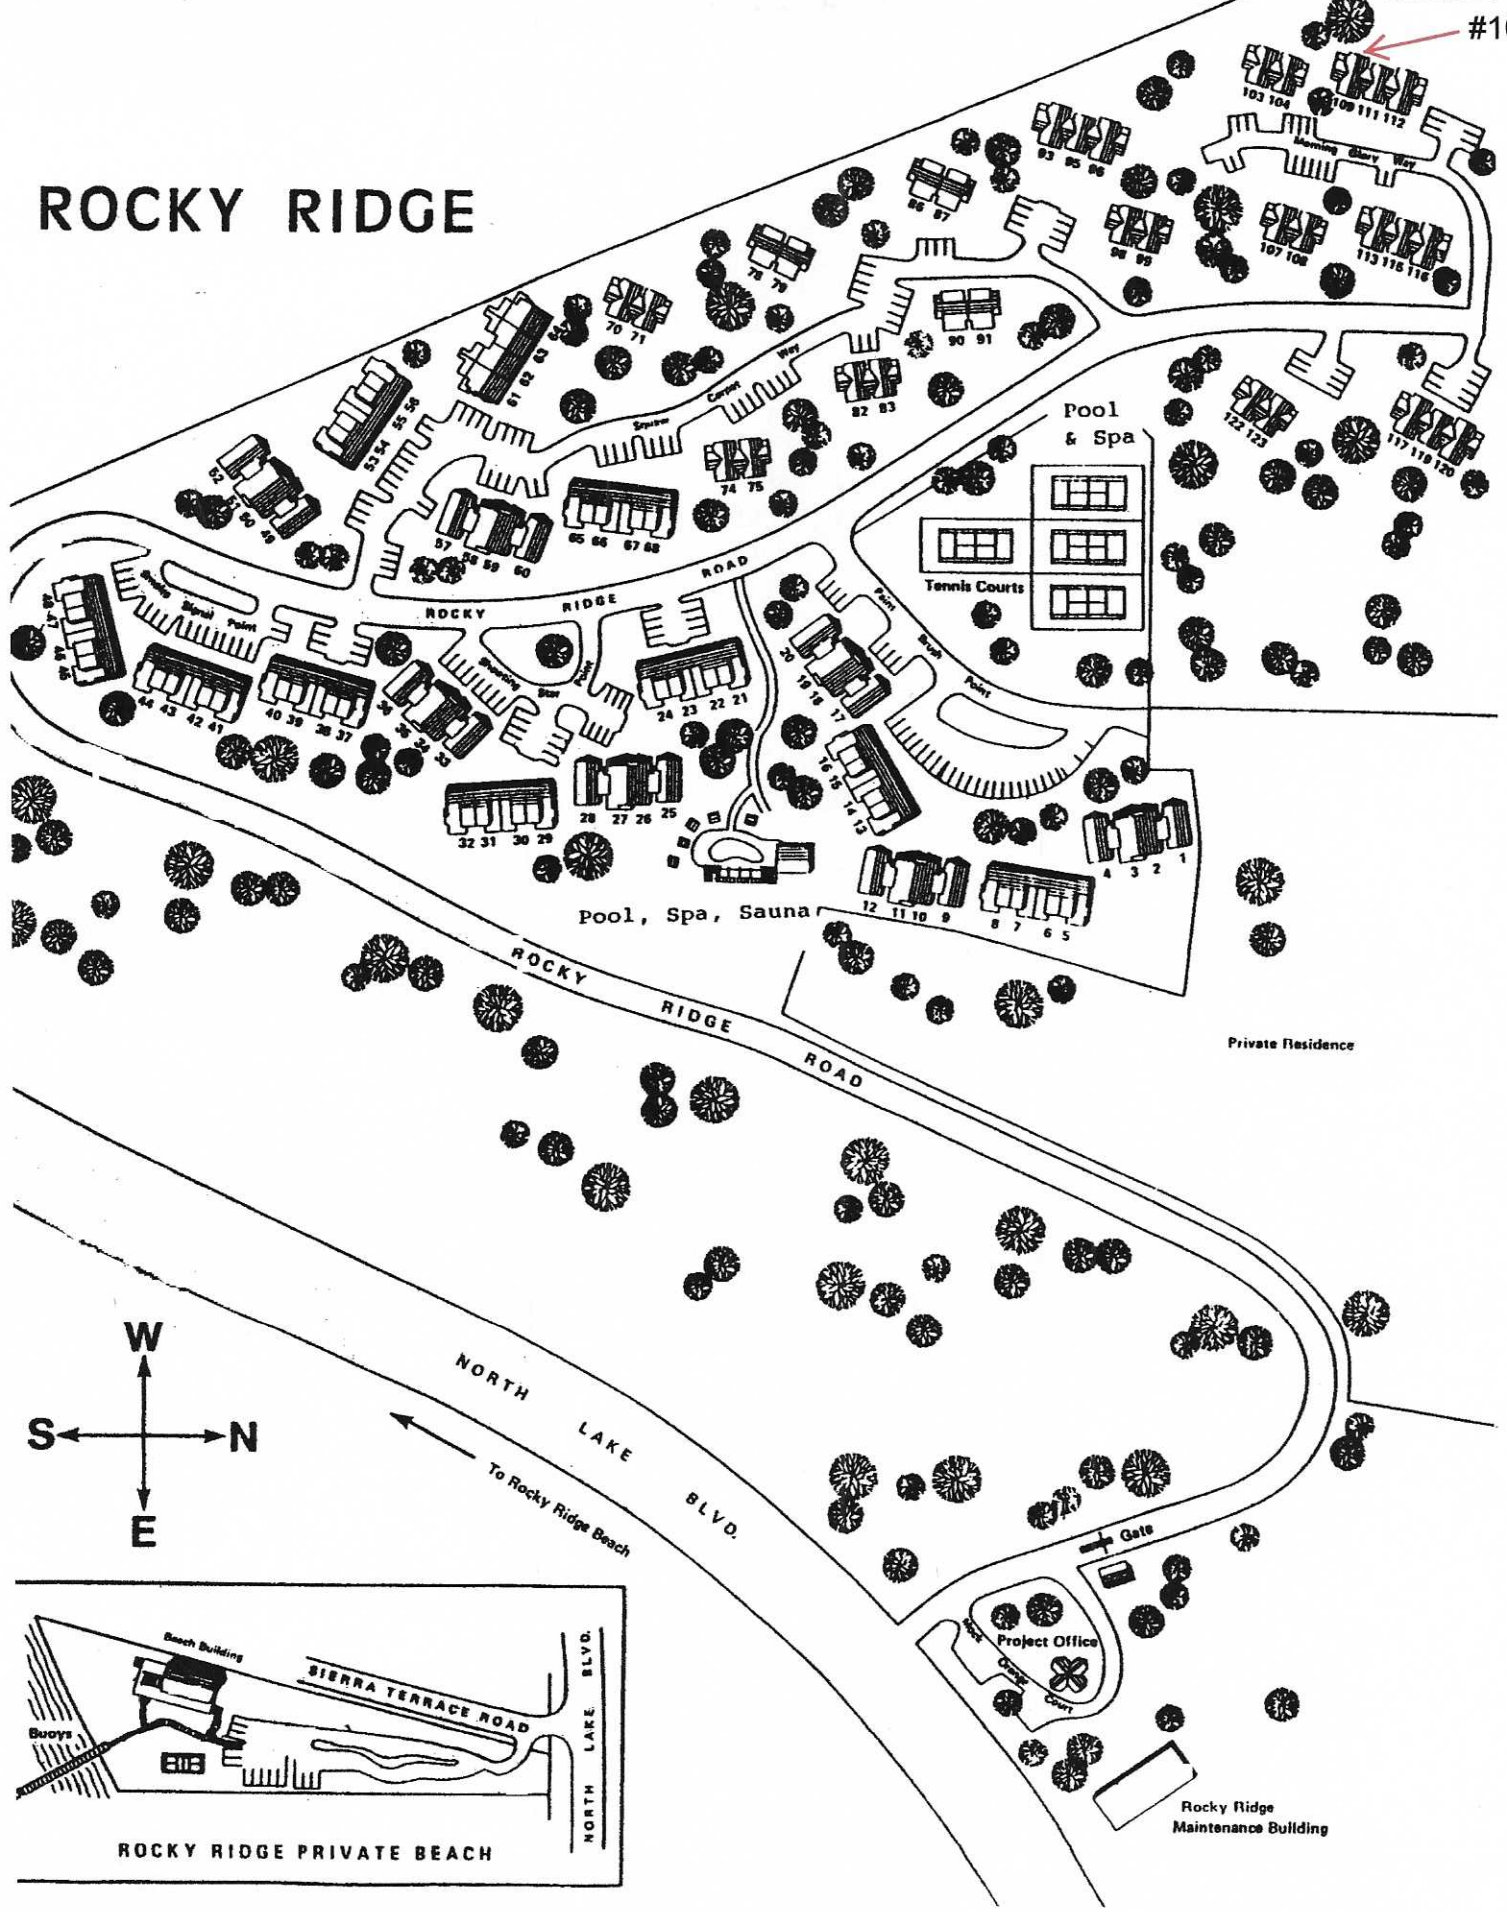 #10
ROCKY RIDGE
103 104
109 111 112
Morning Glory Way
93 95 96
86 87
98 99
107 108
113 115 116
78 79
70 71
90 91
82 83
Squaw Carpet Way
61 62 63 64
53 54 55 56
52 51 50 49
57 58 59 60
65 66 67 68
74 75
122 123
117 119 120
Pool
& Spa
Tennis Courts
ROCKY RIDGE ROAD
Smoke Signal Point
48 47 46 45
44 43 42 41
40 39 38 37
36 35 34 33
Shooting Star Point
24 23 22 21
20 19 18 17
Paint Brush Point
16 15 14 13
32 31 30 29
28 27 26 25
12 11 10 9
8 7 6 5
4 3 2 1
Pool, Spa, Sauna
ROCKY RIDGE ROAD
Private Residence
W
S N
E
NORTH LAKE BLVD.
To Rocky Ridge Beach
Gate
Project Office
Mock Orange Court
Rocky Ridge
Maintenance Building
Beach Building
SIERRA TERRACE ROAD
NORTH LAKE BLVD.
Buoys
ROCKY RIDGE PRIVATE BEACH